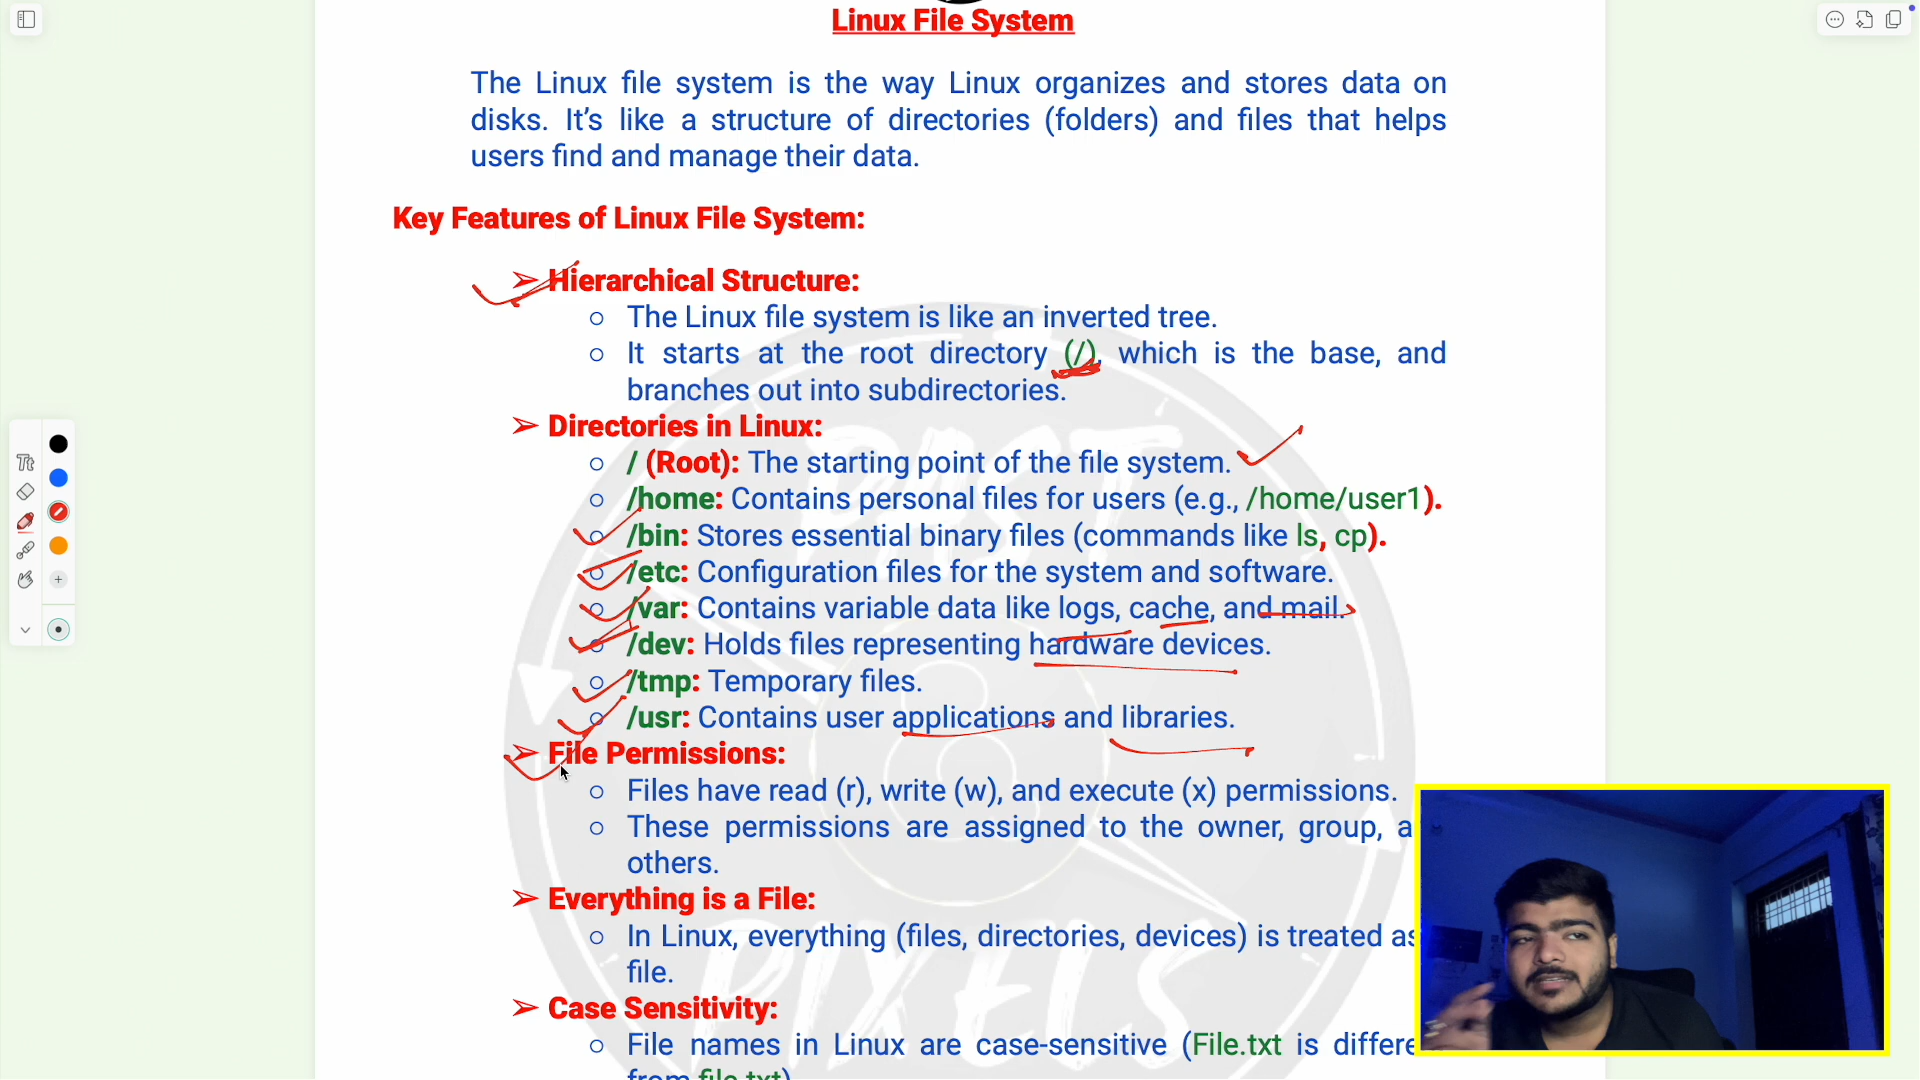 Linux File System
The Linux file system is the way Linux organizes and stores data on
disks. It's like a structure of directories (folders) and files that helps
users find and manage their data.
Key Features of Linux File System:
➢ Hierarchical Structure:
○ The Linux file system is like an inverted tree.
○ It starts at the root directory (/), which is the base, and
branches out into subdirectories.
➢ Directories in Linux:
○ / (Root): The starting point of the file system.
○ /home: Contains personal files for users (e.g., /home/user1).
○ /bin: Stores essential binary files (commands like ls, cp).
○ /etc: Configuration files for the system and software.
○ /var: Contains variable data like logs, cache, and mail.
○ /dev: Holds files representing hardware devices.
○ /tmp: Temporary files.
○ /usr: Contains user applications and libraries.
➢ File Permissions:
○ Files have read (r), write (w), and execute (x) permissions.
○ These permissions are assigned to the owner, group, a
others.
➢ Everything is a File:
○ In Linux, everything (files, directories, devices) is treated as
file.
➢ Case Sensitivity:
○ File names in Linux are case-sensitive (File.txt is differe
from file.txt)
PAST
PIXELS
Tt